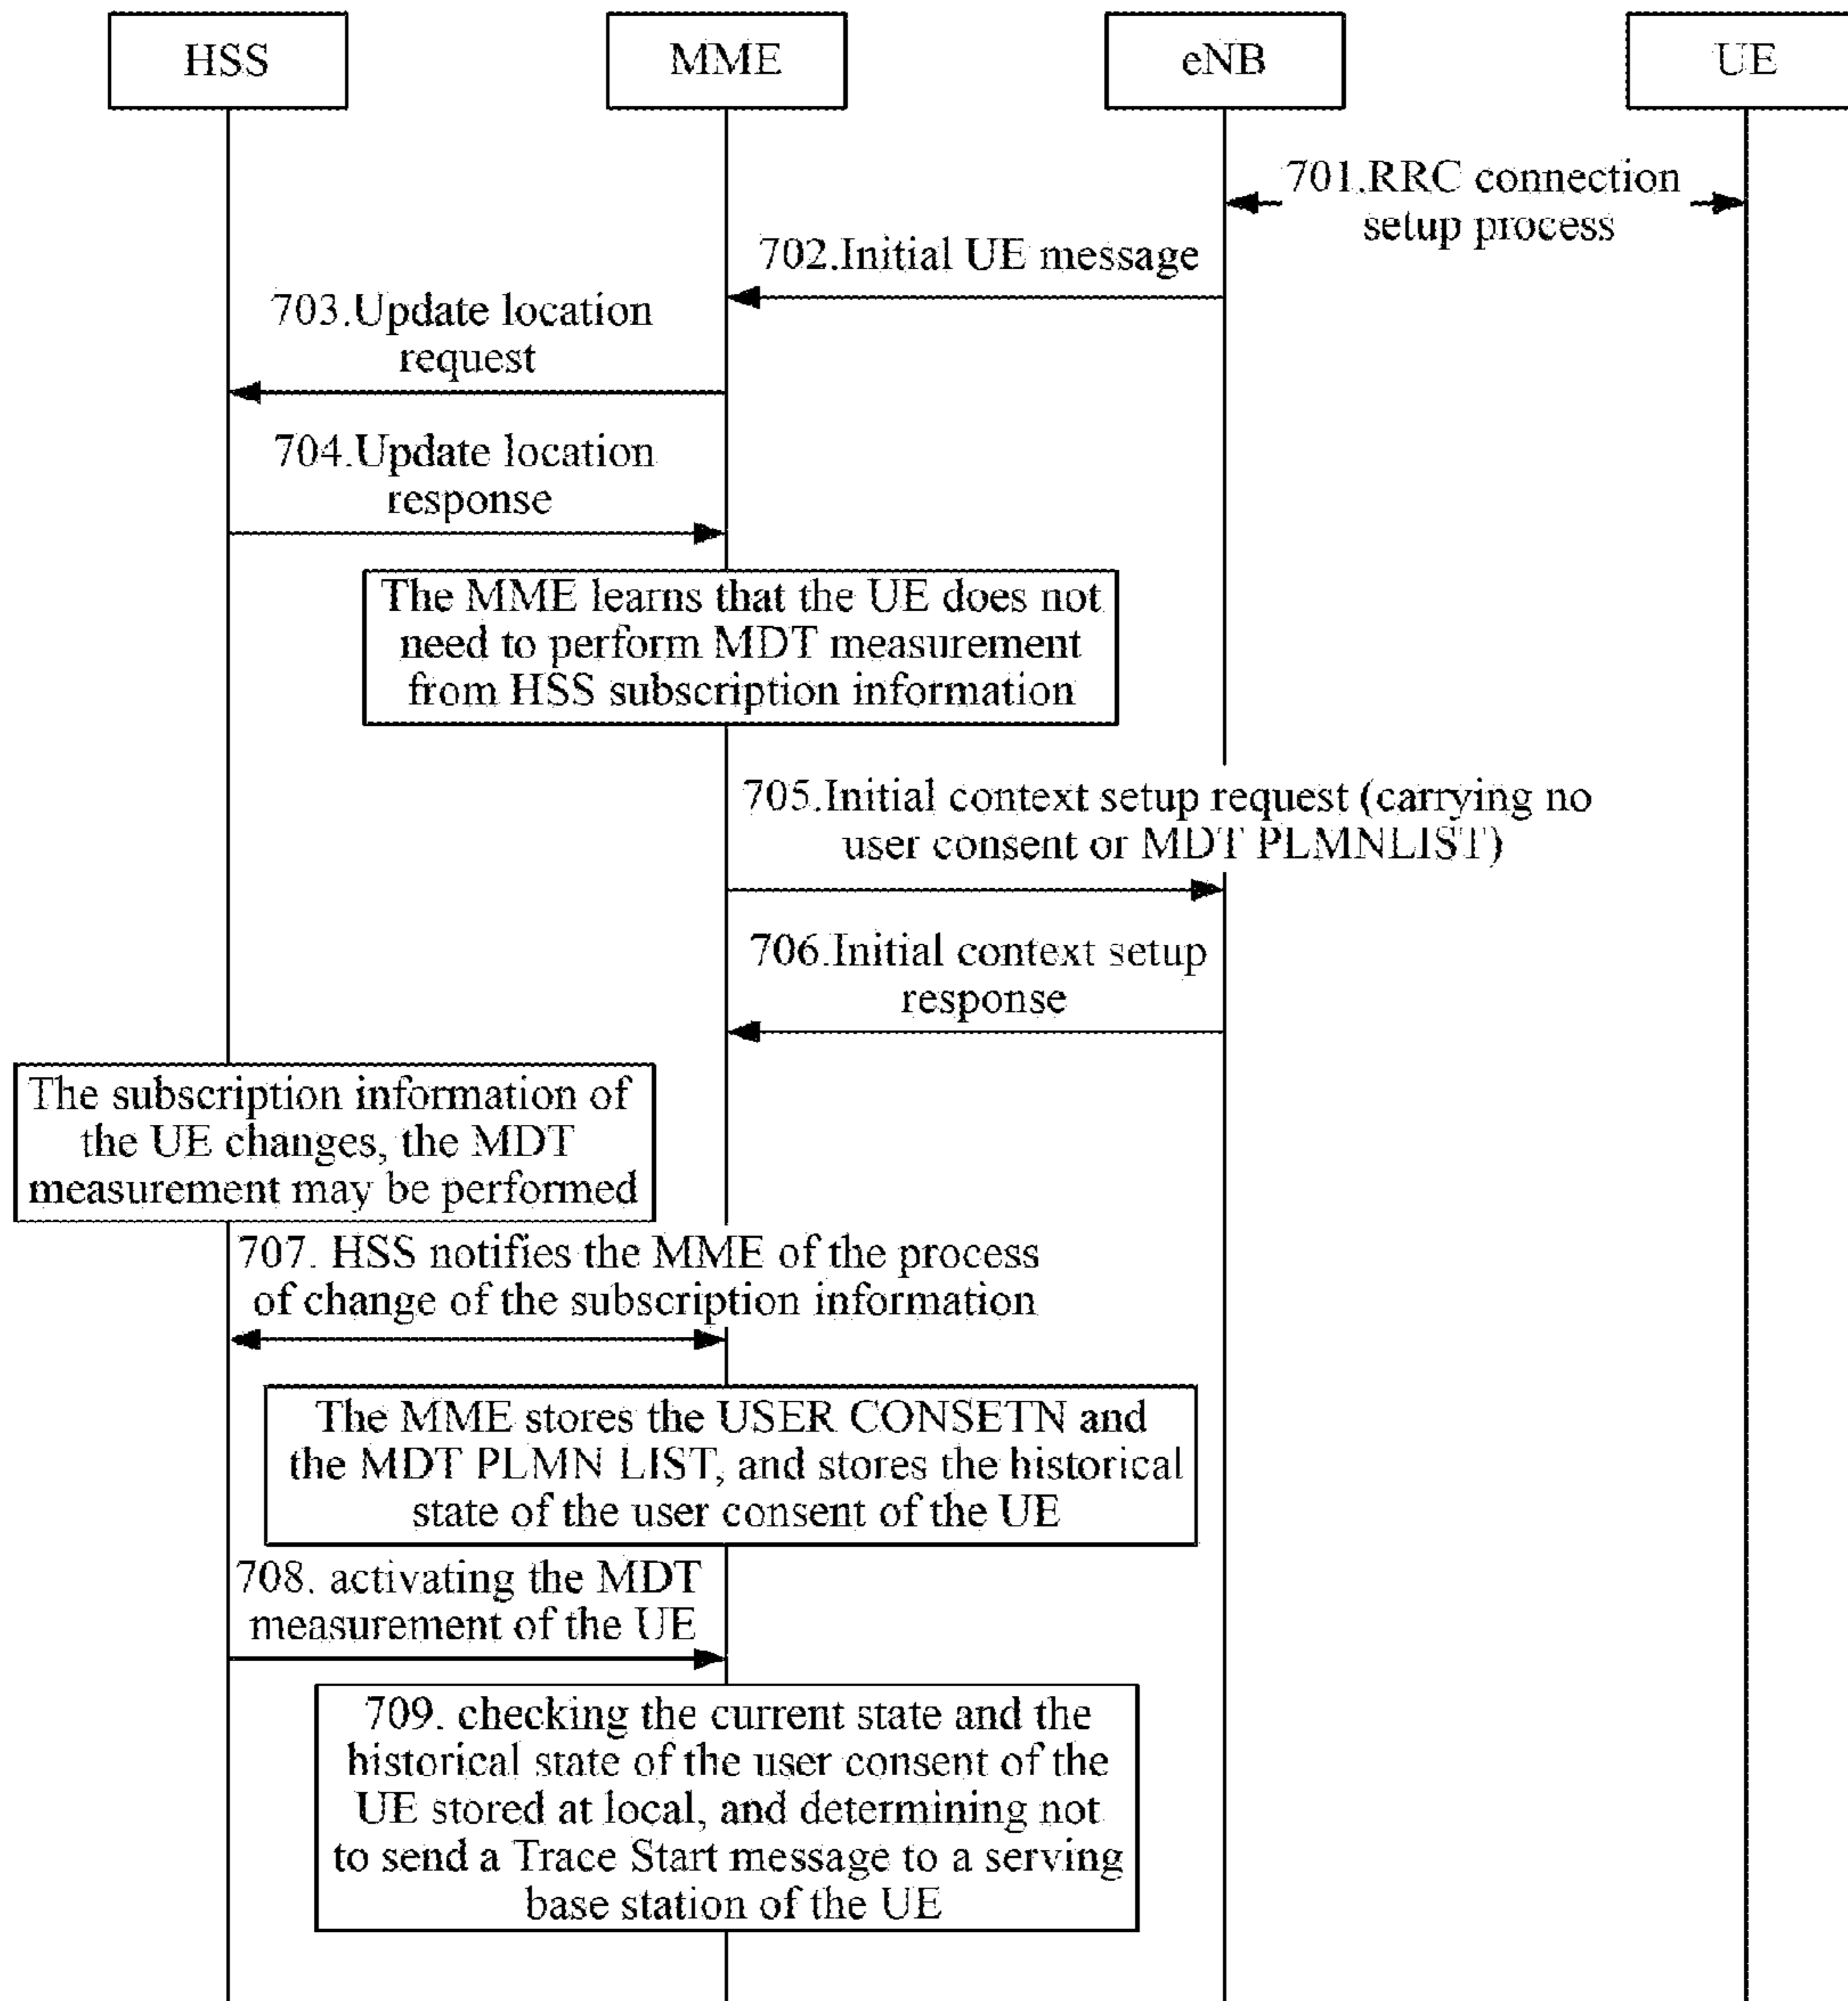 HSS
MME
eNB
UE
701.RRC connection
setup process
702.Initial UE message
703.Update location
request
704.Update location
response
The MME learns that the UE does not
need to perform MDT measurement
from HSS subscription information
705.Initial context setup request (carrying no
user consent or MDT PLMNLIST)
706.Initial context setup
response
The subscription information of
the UE changes, the MDT
measurement may be performed
707. HSS notifies the MME of the process
of change of the subscription information
The MME stores the USER CONSETN and
the MDT PLMN LIST, and stores the historical
state of the user consent of the UE
708. activating the MDT
measurement of the UE
709. checking the current state and the
historical state of the user consent of the
UE stored at local, and determining not
to send a Trace Start message to a serving
base station of the UE